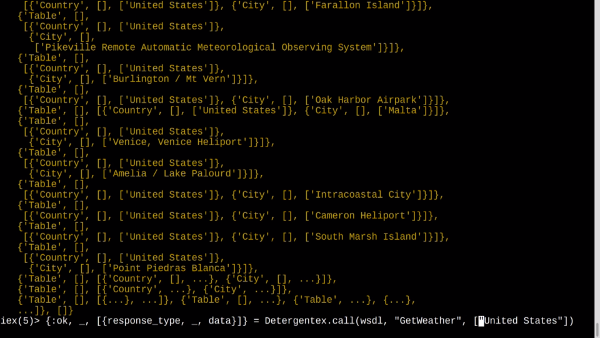 [{'Country', [], ['United States']}, {'City', [], ['Farallon Island']}]},
{'Table', [],
[{'Country', [], ['United States']},
{'City', [],
['Pikeville Remote Automatic Meteorological Observing System']}]},
{'Table', [],
[{'Country', [], ['United States']},
{'City', [], ['Burlington / Mt Vern']}]},
{'Table', [],
[{'Country', [], ['United States']}, {'City', [], ['Oak Harbor Airpark']}]},
{'Table', [], [{'Country', [], ['United States']}, {'City', [], ['Malta']}]},
{'Table', [],
[{'Country', [], ['United States']},
{'City', [], ['Venice, Venice Heliport']}]},
{'Table', [],
[{'Country', [], ['United States']},
{'City', [], ['Amelia / Lake Palourd']}]},
{'Table', [],
[{'Country', [], ['United States']}, {'City', [], ['Intracoastal City']}]},
{'Table', [],
[{'Country', [], ['United States']}, {'City', [], ['Cameron Heliport']}]},
{'Table', [],
[{'Country', [], ['United States']}, {'City', [], ['South Marsh Island']}]},
{'Table', [],
[{'Country', [], ['United States']},
{'City', [], ['Point Piedras Blanca']}]},
{'Table', [], [{'Country', [], ...}, {'City', [], ...}]},
{'Table', [], [{'Country', ...}, {'City', ...}]},
{'Table', [], [{...}, ...]}, {'Table', [], ...}, {'Table', ...}, {...},
...]}, []}
iex(5)> {:ok, _, [{response_type, _, data}]} = Detergentex.call(wsdl, "GetWeather", ["United States"])